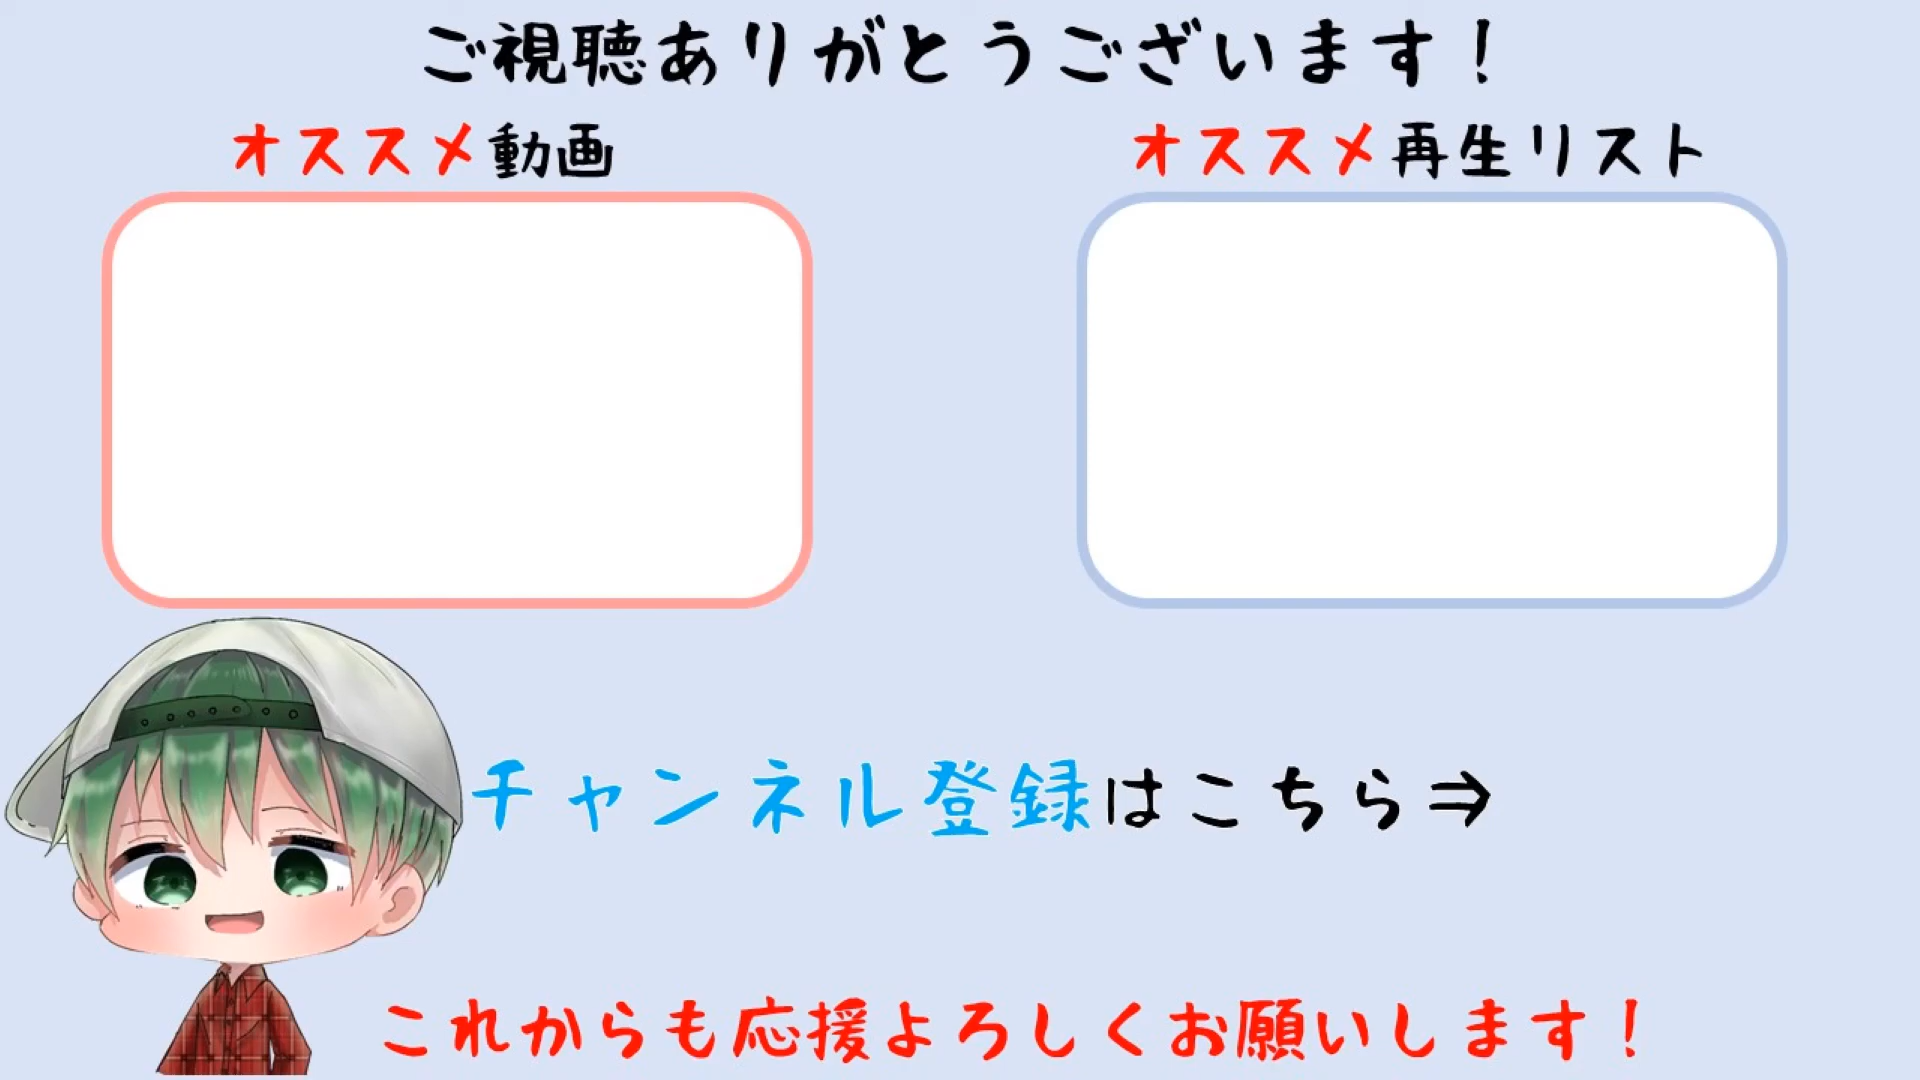 ご視聴ありがとうございます！
オススメ動画
オススメ再生リスト
チャンネル登録はこちら⇒
これからも応援よろしくお願いします！